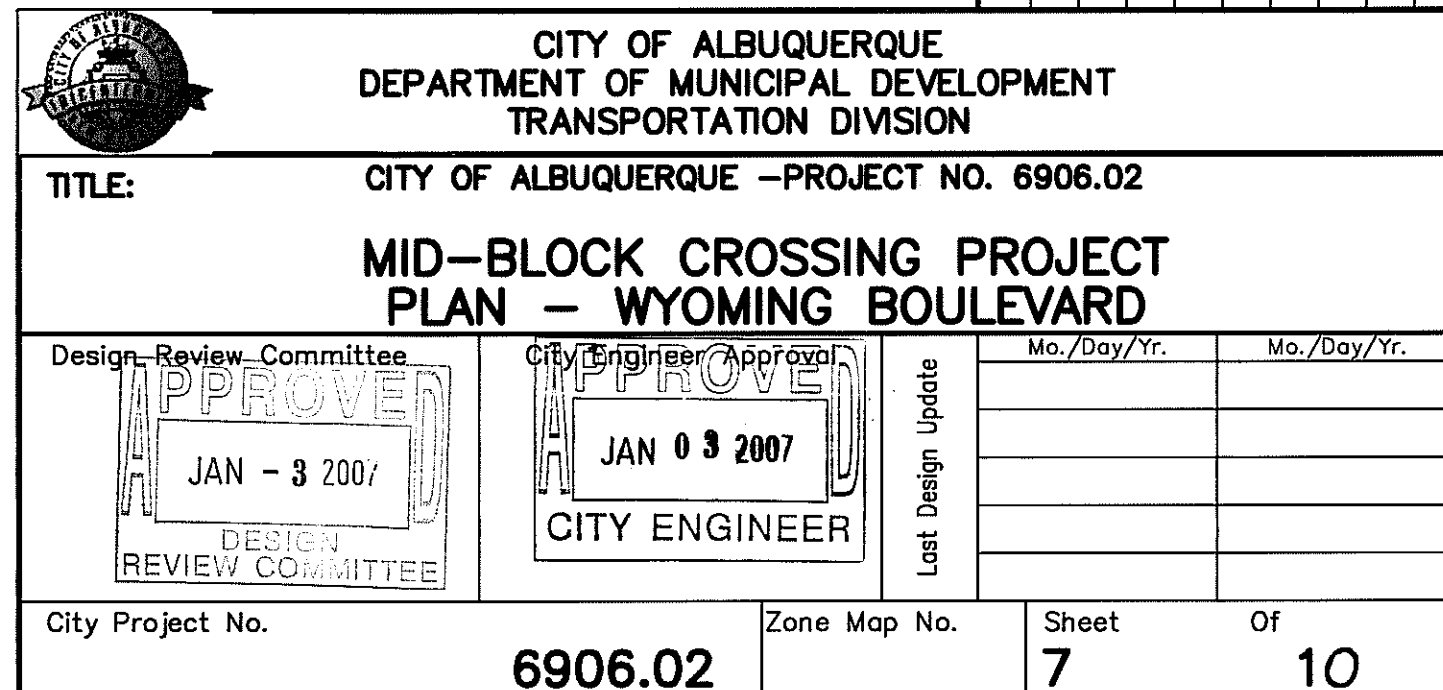 CITY OF ALBUQUERQUE
DEPARTMENT OF MUNICIPAL DEVELOPMENT
TRANSPORTATION DIVISION
TITLE: CITY OF ALBUQUERQUE -PROJECT NO. 6906.02
MID-BLOCK CROSSING PROJECT
PLAN - WYOMING BOULEVARD
Design Review Committee
APPROVED
JAN - 3 2007
DESIGN
REVIEW COMMITTEE
City Engineer Approval
APPROVED
JAN 03 2007
CITY ENGINEER
Last Design Update
Mo./Day/Yr. Mo./Day/Yr.
City Project No.
6906.02
Zone Map No.
Sheet
7
Of
10